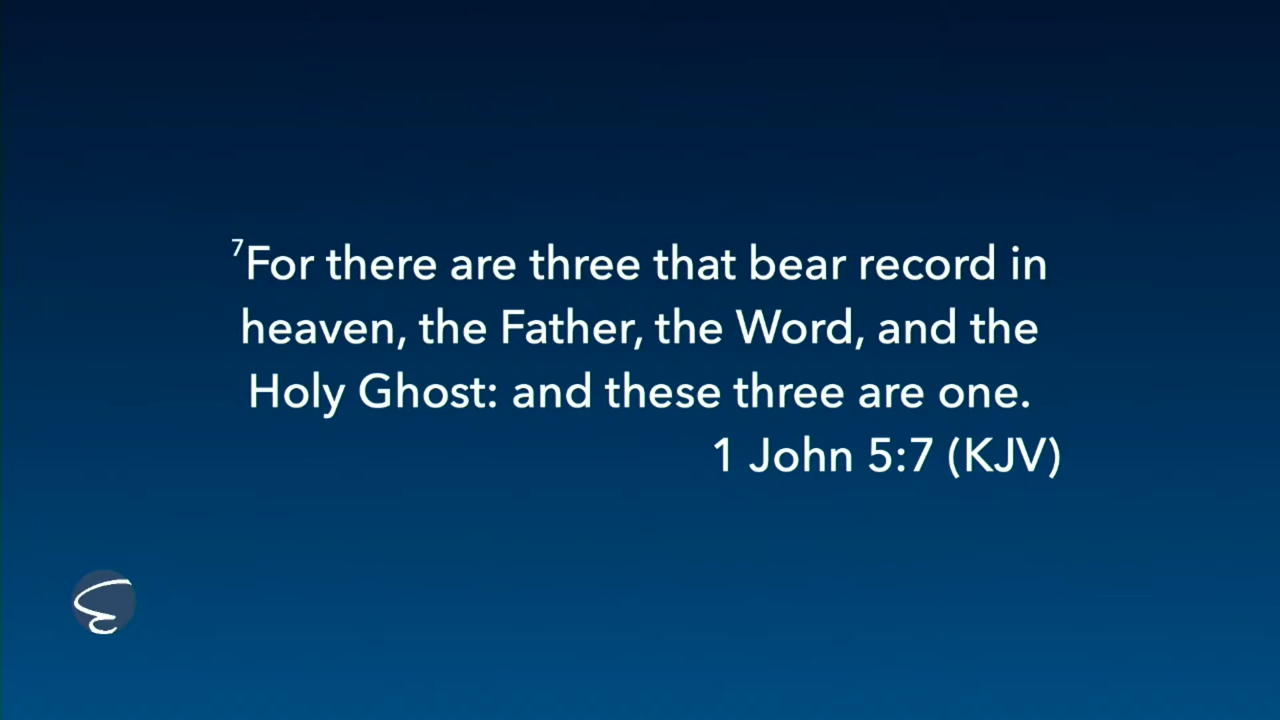 ⁷For there are three that bear record in
heaven, the Father, the Word, and the
Holy Ghost: and these three are one.
1 John 5:7 (KJV)